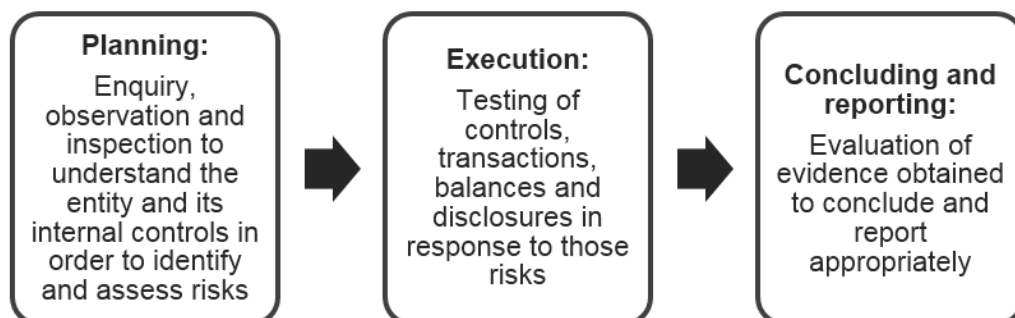 Planning:
Enquiry,
observation and
inspection to
understand the
entity and its
internal controls in
order to identify
and assess risks
Execution:
Testing of
controls,
transactions,
balances and
disclosures in
response to those
risks
Concluding and
reporting:
Evaluation of
evidence obtained
to conclude and
report
appropriately